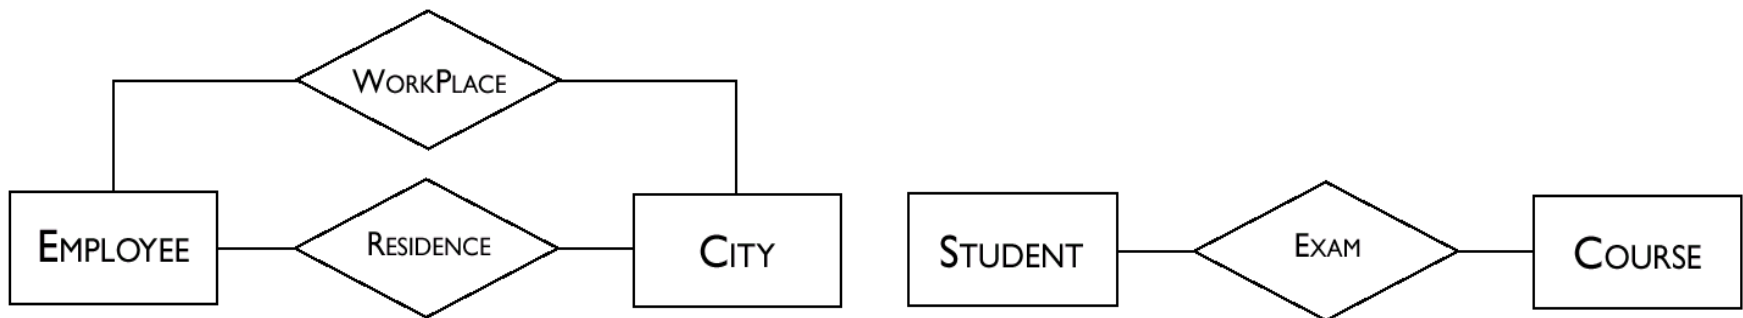 WORKPLACE
EMPLOYEE
RESIDENCE
CITY
STUDENT
EXAM
COURSE